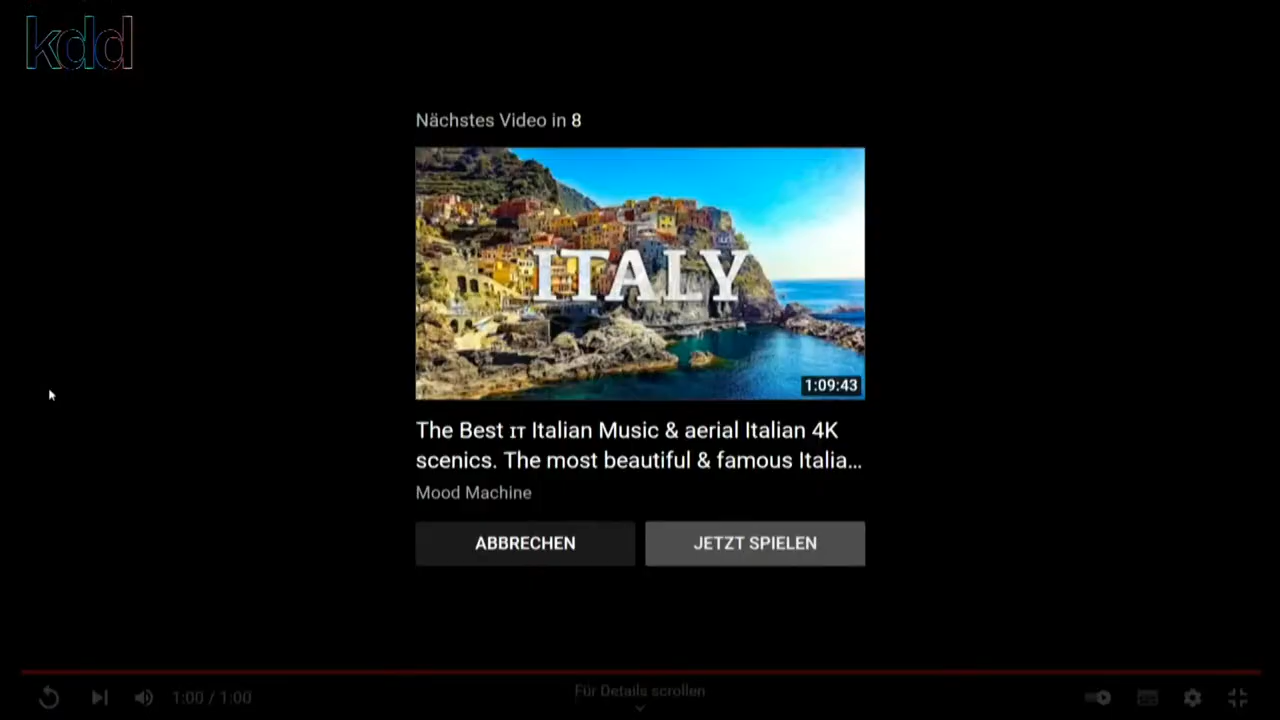 kdd
Nächstes Video in 8
ITALY
1:09:43
The Best IT Italian Music & aerial Italian 4K
scenics. The most beautiful & famous Italia...
Mood Machine
ABBRECHEN
JETZT SPIELEN
1:00 / 1:00
Für Details scrollen